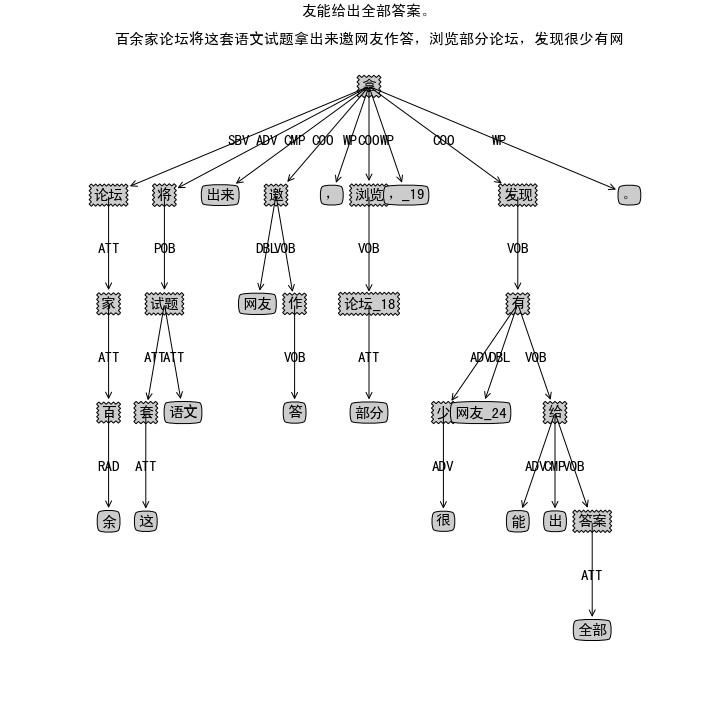 友能给出全部答案。
百余家论坛将这套语文试题拿出来邀网友作答，浏览部分论坛，发现很少有网
拿
SBV ADV CMP COO WP COO WP COO WP
论坛 将 出来 邀 ， 浏览 ，_19 发现 。
ATT POB DBL VOB VOB VOB
家 试题 网友 作 论坛_18 有
ATT ATT ATT VOB ATT ADV DBL VOB
百 套 语文 答 部分 少 网友_24 给
RAD ATT ADV ADV CMP VOB
余 这 很 能 出 答案
ATT
全部